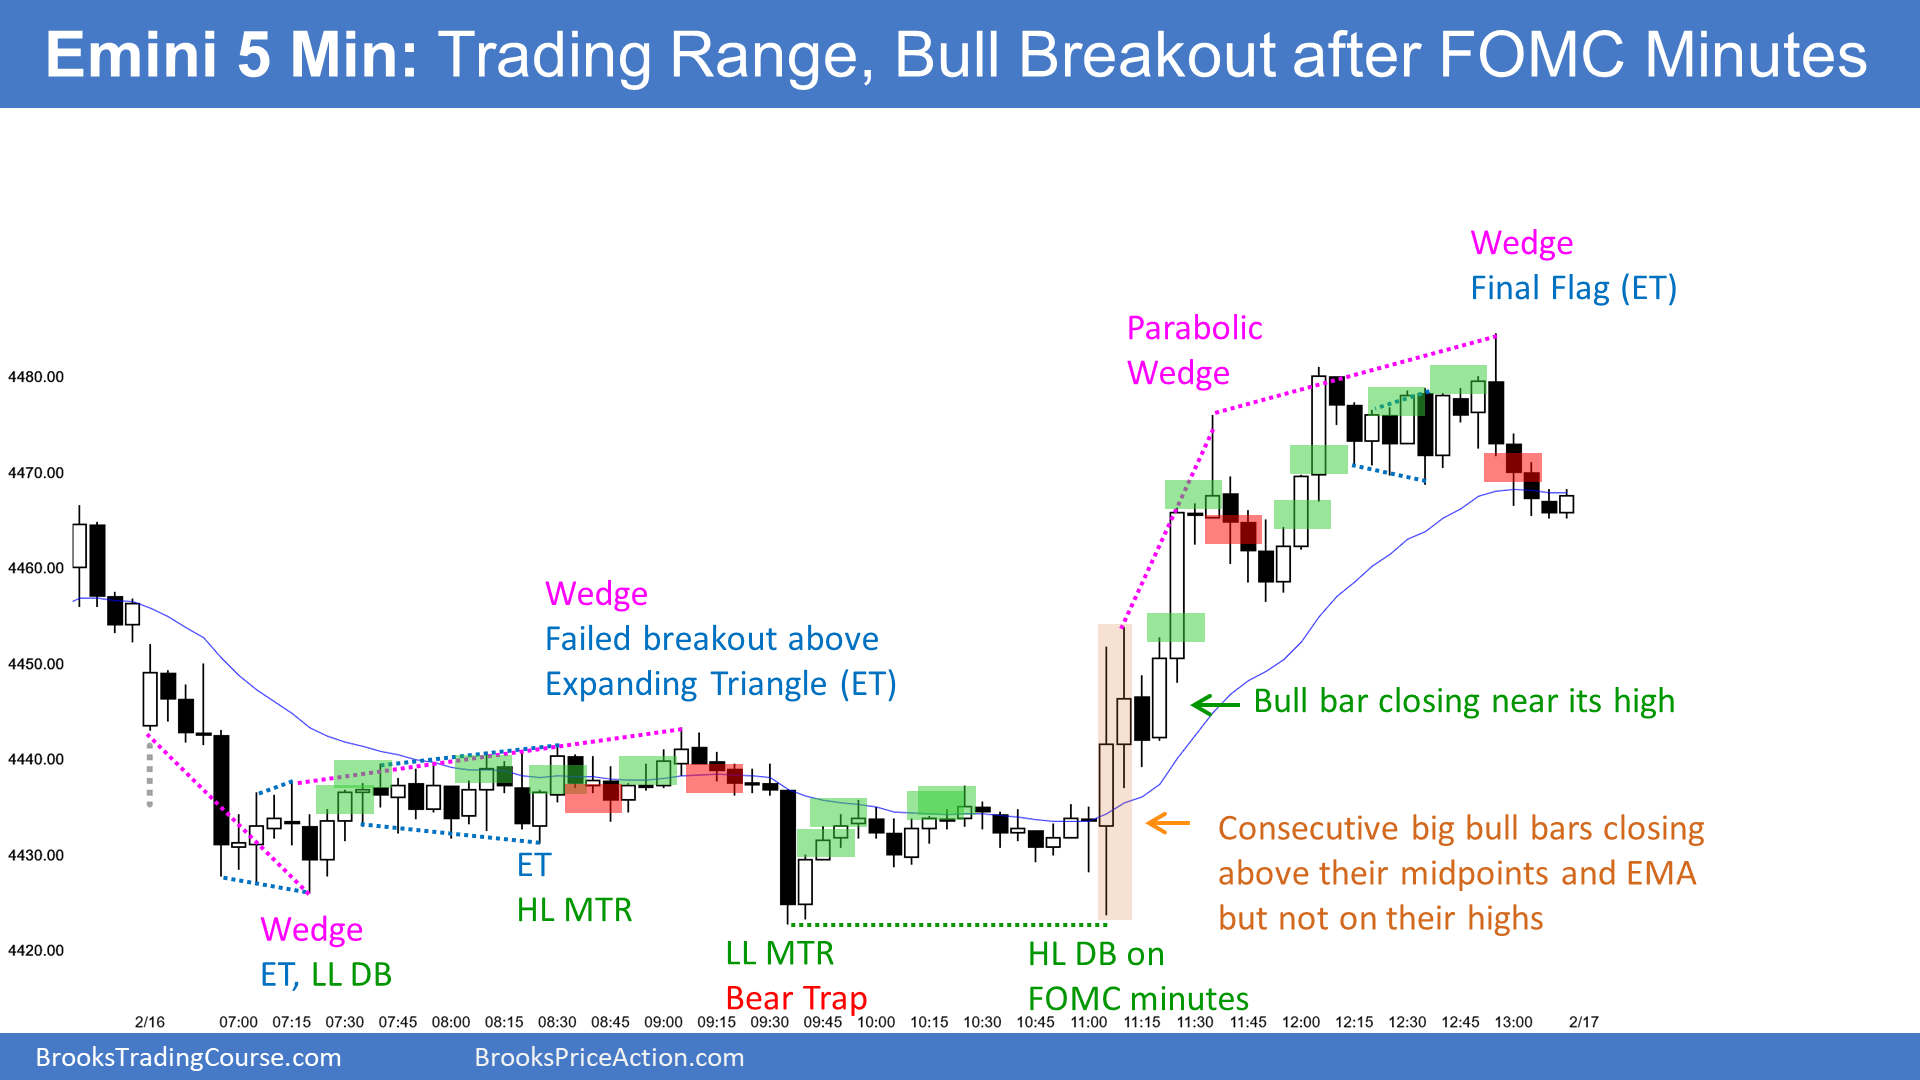 Emini 5 Min: Trading Range, Bull Breakout after FOMC Minutes
Wedge
Final Flag (ET)
Parabolic
Wedge
4480.00
4470.00
4460.00
4450.00
4440.00
4430.00
4420.00
Wedge
Failed breakout above
Expanding Triangle (ET)
Bull bar closing near its high
Consecutive big bull bars closing
above their midpoints and EMA
but not on their highs
ET
HL MTR
Wedge
ET, LL DB
LL MTR
Bear Trap
HL DB on
FOMC minutes
2/16 07:00 07:15 07:30 07:45 08:00 08:15 08:30 08:45 09:00 09:15 09:30 09:45 10:00 10:15 10:30 10:45 11:00 11:15 11:30 11:45 12:00 12:15 12:30 12:45 13:00 2/17
BrooksTradingCourse.com BrooksPriceAction.com